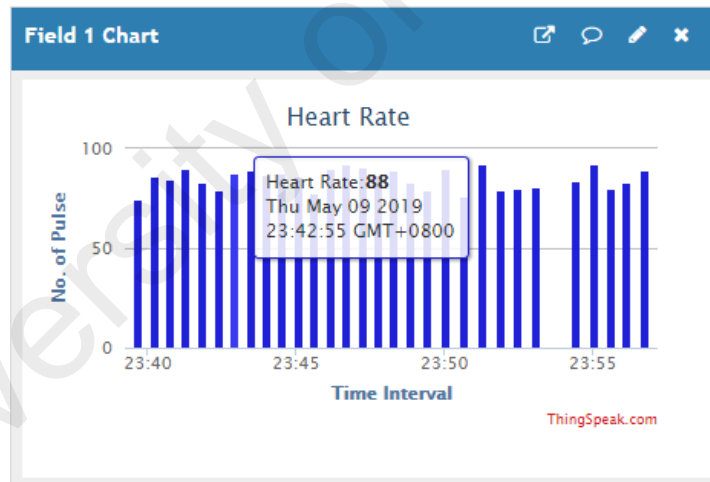 Field 1 Chart
Heart Rate
100
50
0
No. of Pulse
Heart Rate:88
Thu May 09 2019
23:42:55 GMT+0800
23:40 23:45 23:50 23:55
Time Interval
ThingSpeak.com